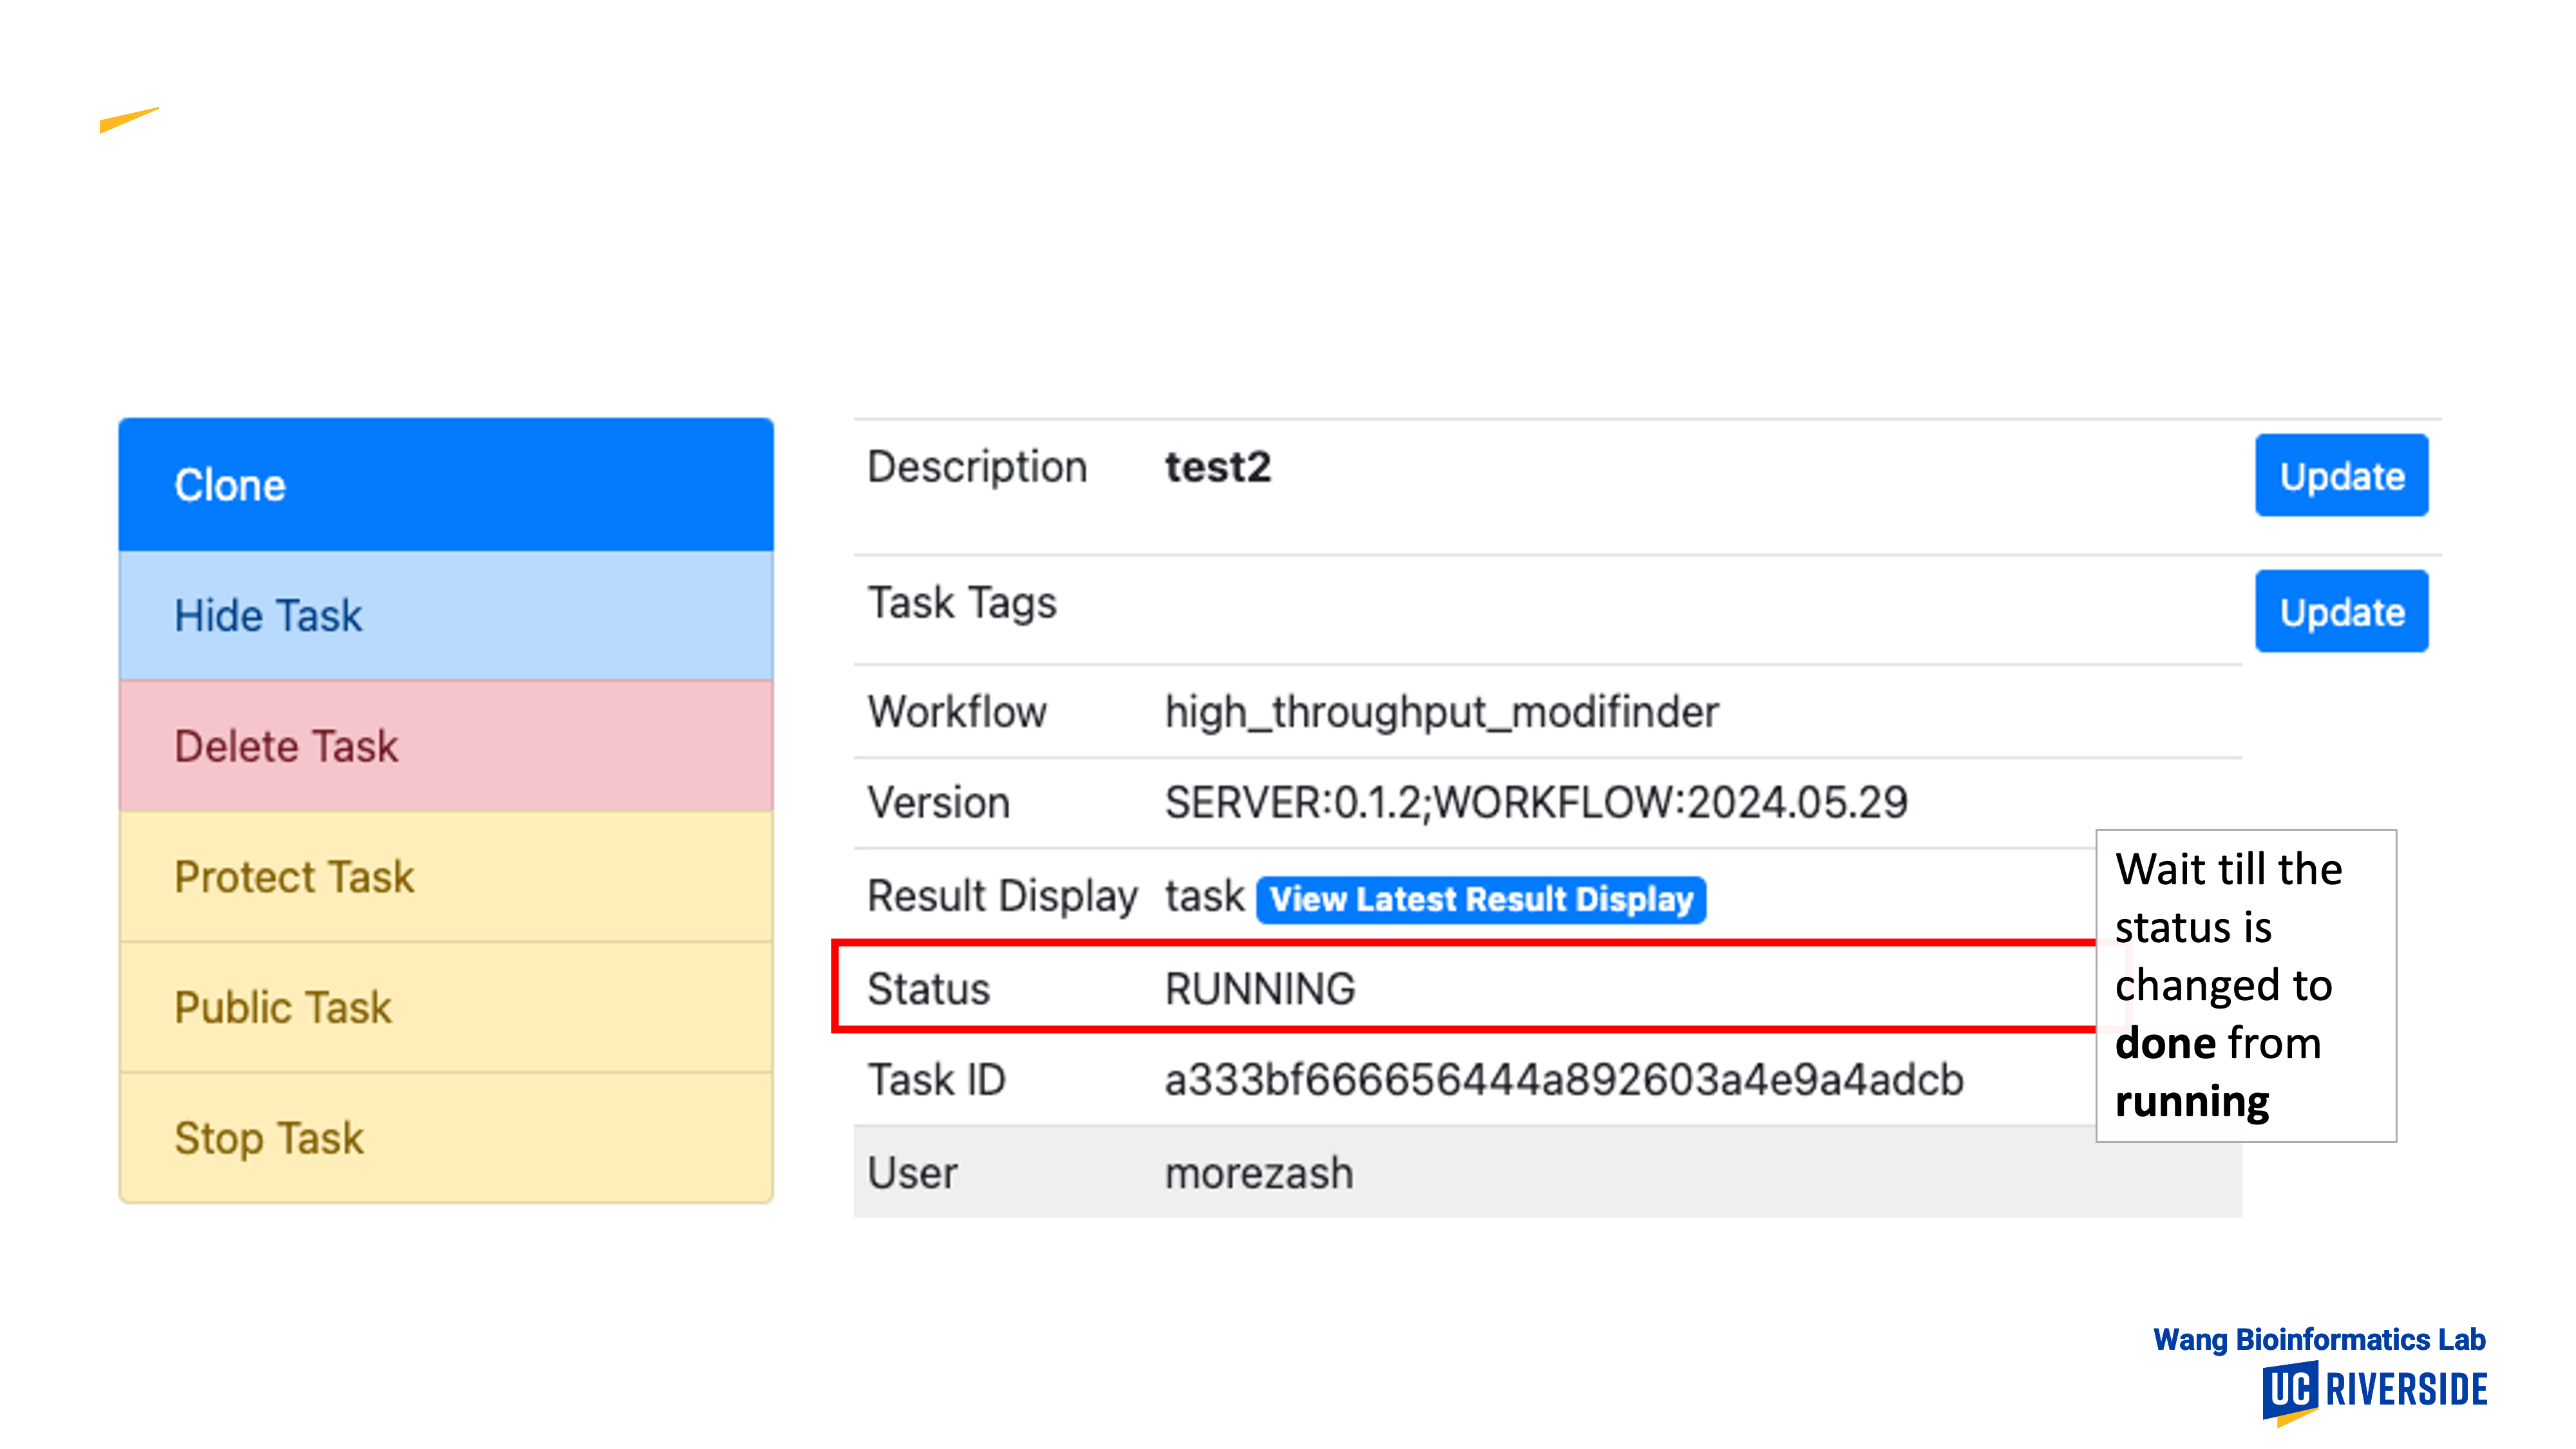 Clone
Hide Task
Delete Task
Protect Task
Public Task
Stop Task
Description test2 Update
Task Tags Update
Workflow high_throughput_modifinder
Version SERVER:0.1.2;WORKFLOW:2024.05.29
Result Display task View Latest Result Display
Status RUNNING
Task ID a333bf666656444a892603a4e9a4adcb
User morezash
Wait till the
status is
changed to
done from
running
Wang Bioinformatics Lab
UC RIVERSIDE